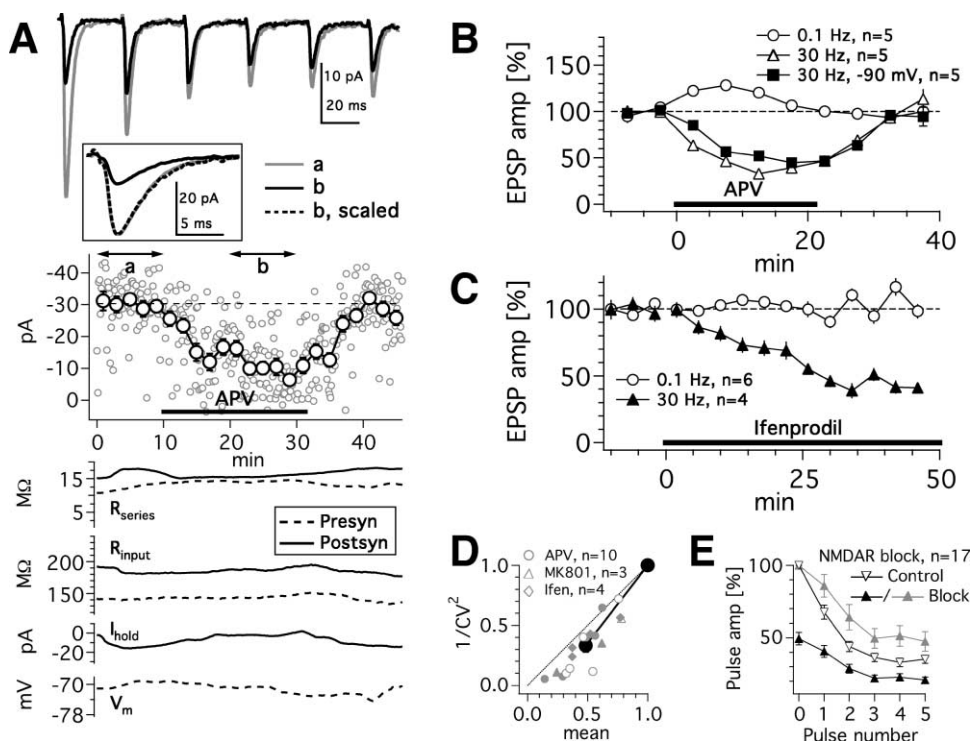 A
10 pA
20 ms
a
b
b, scaled
20 pA
5 ms
a
b
-40
-30
-20
-10
0
pA
APV
0
10
20
30
40
min
15
5
MΩ
Rseries
Presyn
Postsyn
200
150
MΩ
Rinput
0
-20
pA
Ihold
-70
-78
mV
Vm
B
0.1 Hz, n=5
30 Hz, n=5
30 Hz, -90 mV, n=5
150
100
50
0
EPSP amp [%]
APV
0
20
40
min
C
100
50
0
EPSP amp [%]
0.1 Hz, n=6
30 Hz, n=4
Ifenprodil
0
25
50
min
D
APV, n=10
MK801, n=3
Ifen, n=4
1.0
0.5
0.0
1/CV2
0.0
0.5
1.0
mean
E
NMDAR block, n=17
Control
/ Block
100
50
Pulse amp [%]
0
1
2
3
4
5
Pulse number